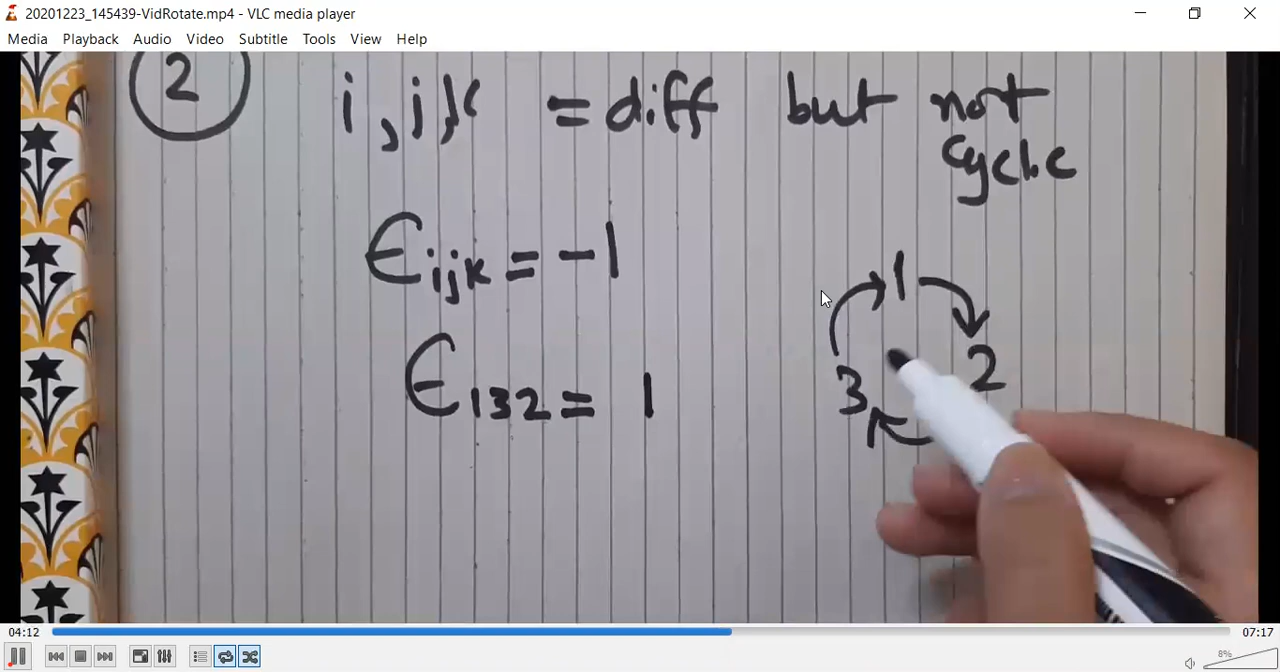 20201223_145439-VidRotate.mp4 - VLC media player
Media Playback Audio Video Subtitle Tools View Help
2 i,j,k = diff but not
cyclic
ϵijk = -1
ϵ132 = 1
1
3 2
04:12 07:17
8%